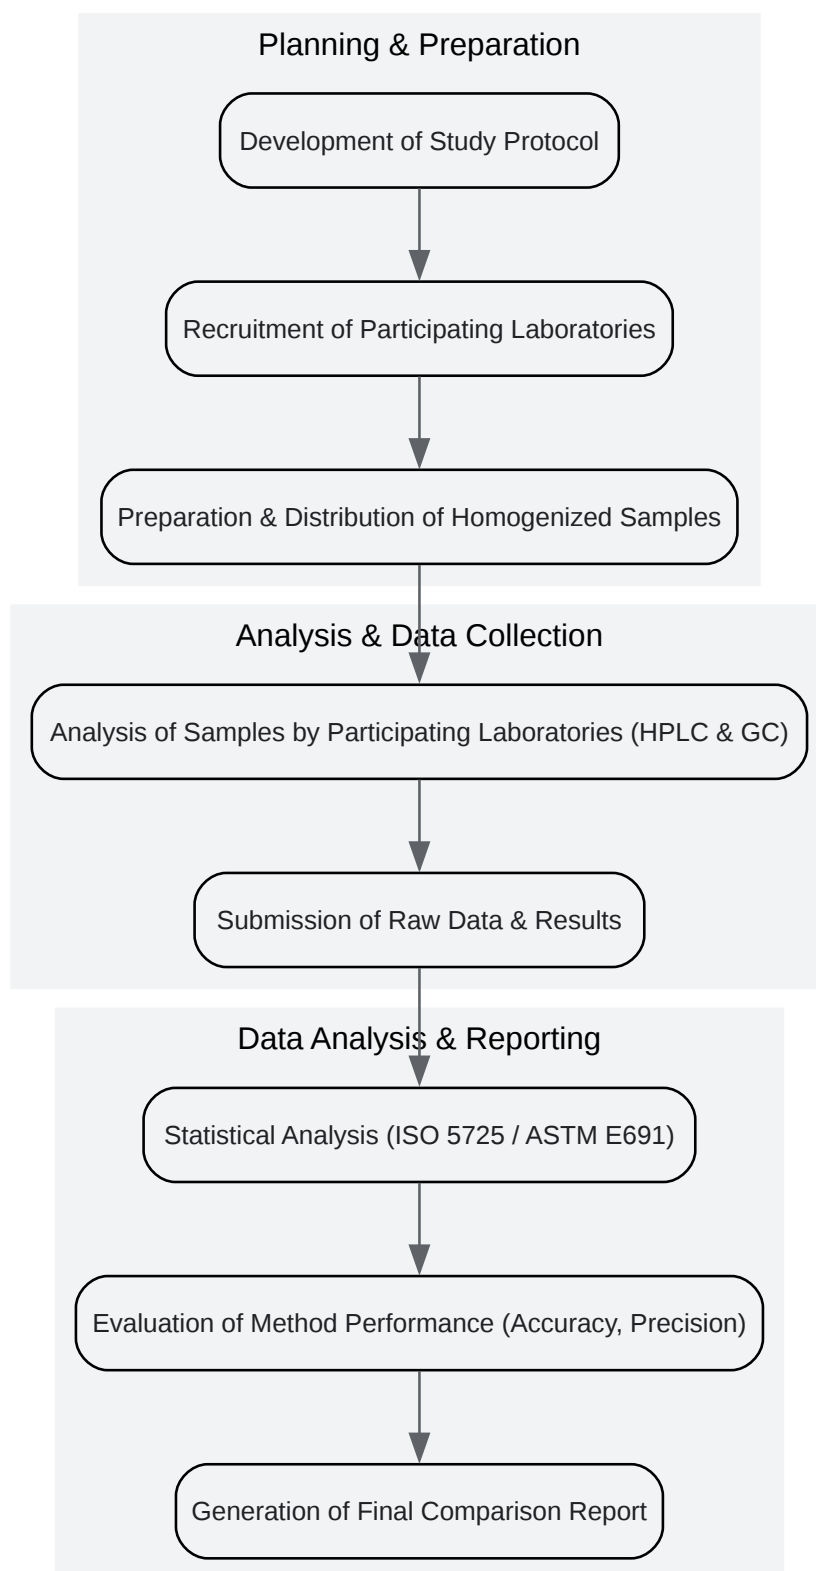 Planning & Preparation
Development of Study Protocol
Recruitment of Participating Laboratories
Preparation & Distribution of Homogenized Samples
Analysis & Data Collection
Analysis of Samples by Participating Laboratories (HPLC & GC)
Submission of Raw Data & Results
Data Analysis & Reporting
Statistical Analysis (ISO 5725 / ASTM E691)
Evaluation of Method Performance (Accuracy, Precision)
Generation of Final Comparison Report